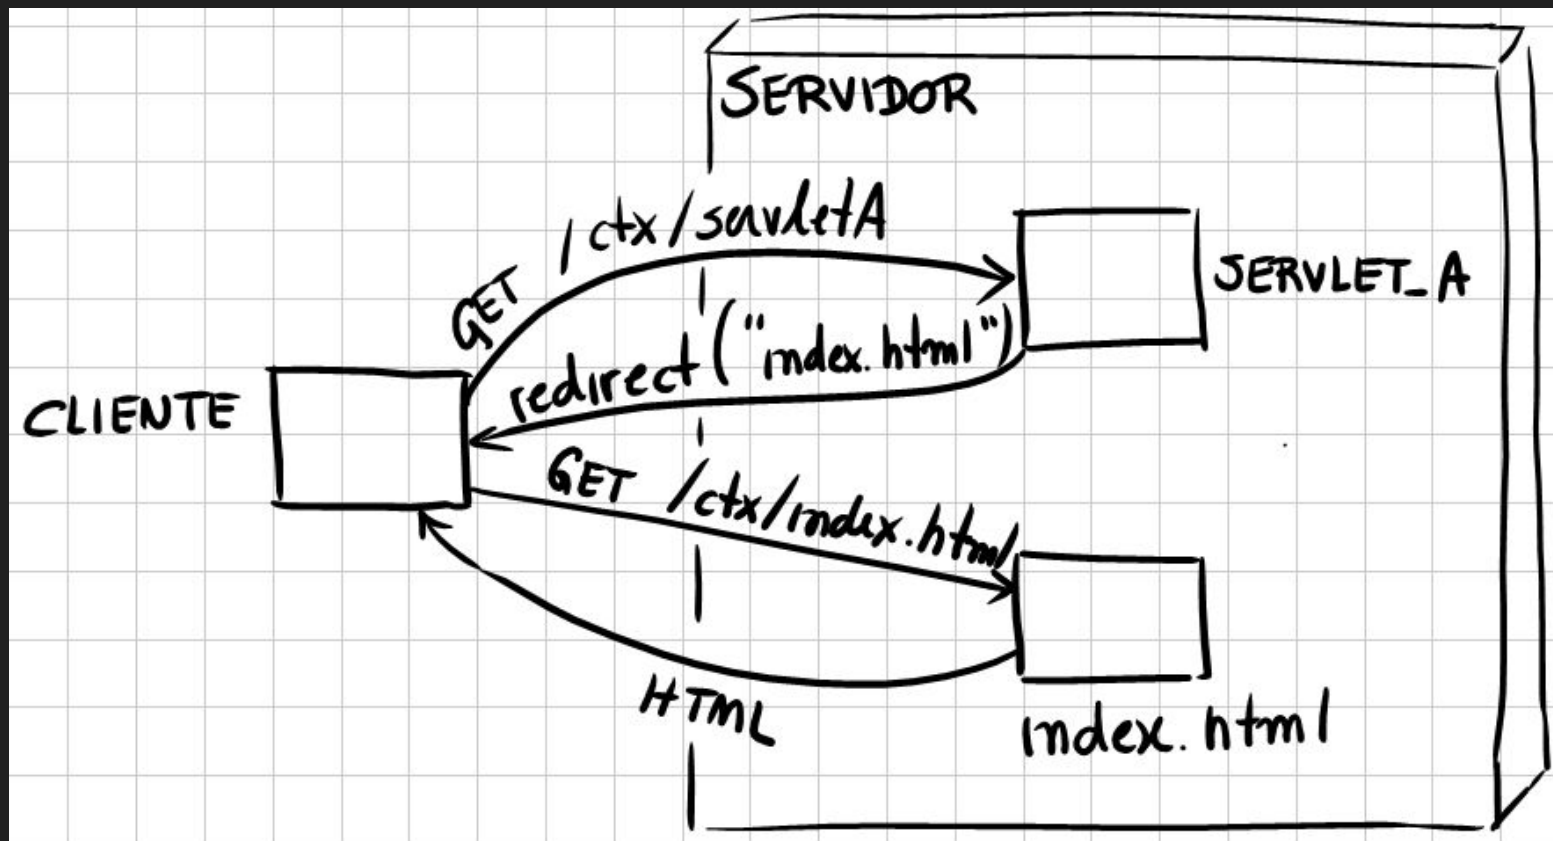 SERVIDOR
GET /ctx/servletA
SERVLET_A
redirect("index.html")
CLIENTE
GET /ctx/index.html
HTML
index.html